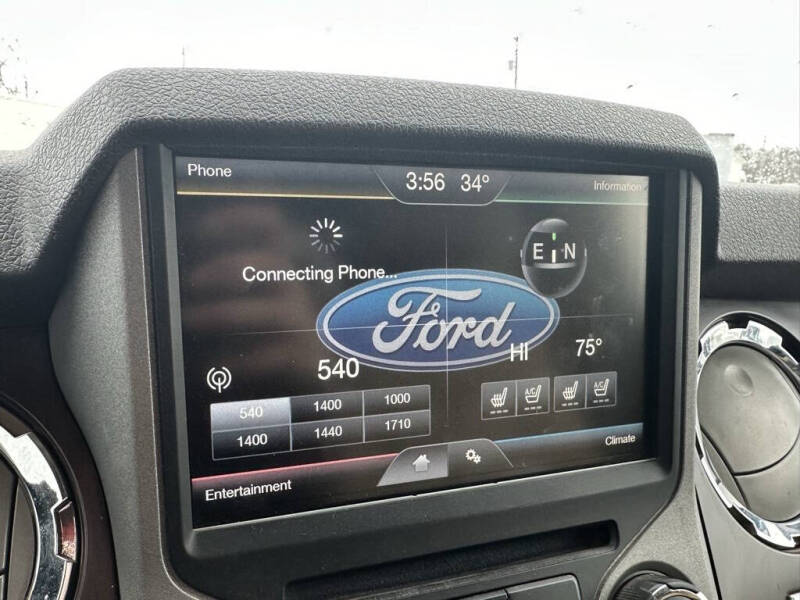 Phone
3:56 34°
Information
E N
Connecting Phone...
Ford
540
HI
75°
540 1400 1000
1400 1440 1710
A/C
A/C
Climate
Entertainment